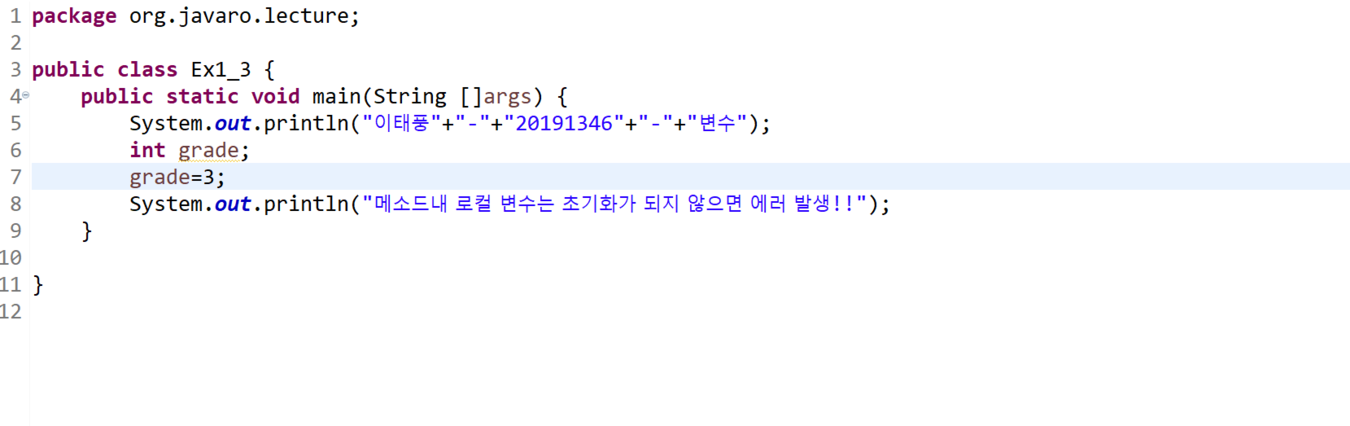 1 package org.javaro.lecture;
2
3 public class Ex1_3 {
4     public static void main(String []args) {
5         System.out.println("이태풍"+"-"+"20191346"+"-"+"변수");
6         int grade;
7         grade=3;
8         System.out.println("메소드내 로컬 변수는 초기화가 되지 않으면 에러 발생!!");
9     }
10
11 }
12